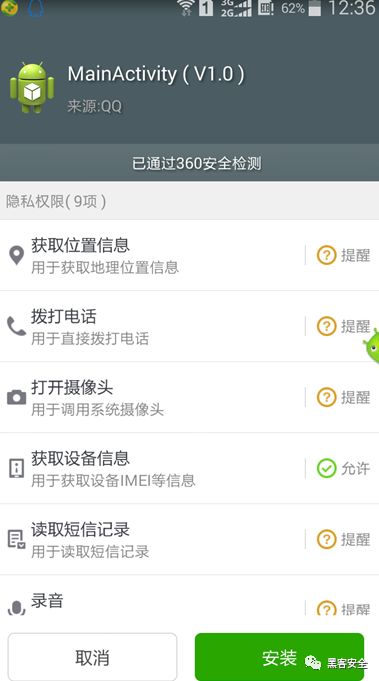 1
3G
2G
62%
12:36
MainActivity ( V1.0 )
来源:QQ
已通过360安全检测
隐私权限( 9项 )
获取位置信息
用于获取地理位置信息
提醒
拨打电话
用于直接拨打电话
提醒
打开摄像头
用于调用系统摄像头
提醒
获取设备信息
用于获取设备IMEI等信息
允许
读取短信记录
用于读取短信记录
提醒
录音
提醒
取消
安装
黑客安全